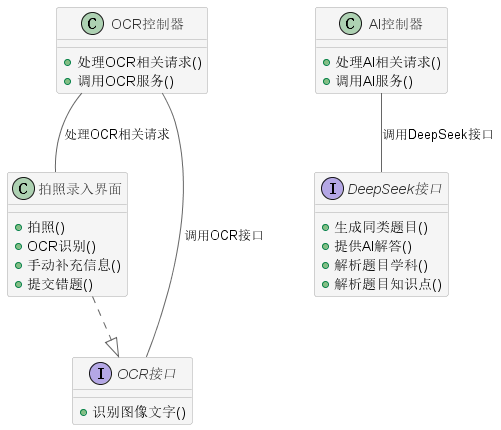 C OCR控制器
处理OCR相关请求()
调用OCR服务()
C AI控制器
处理AI相关请求()
调用AI服务()
处理OCR相关请求
调用DeepSeek接口
C 拍照录入界面
拍照()
OCR识别()
手动补充信息()
提交错题()
I DeepSeek接口
生成同类题目()
提供AI解答()
解析题目学科()
解析题目知识点()
调用OCR接口
I OCR接口
识别图像文字()